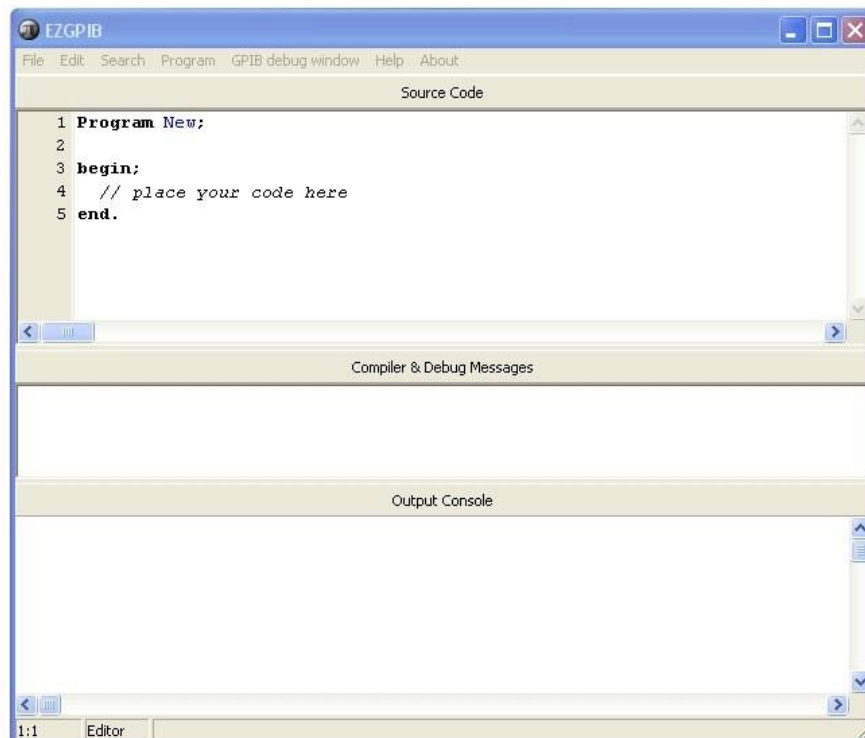 EZGPIB
File Edit Search Program GPIB debug window Help About
Source Code
1 Program New;
2
3 begin;
4 // place your code here
5 end.
Compiler & Debug Messages
Output Console
1:1 Editor